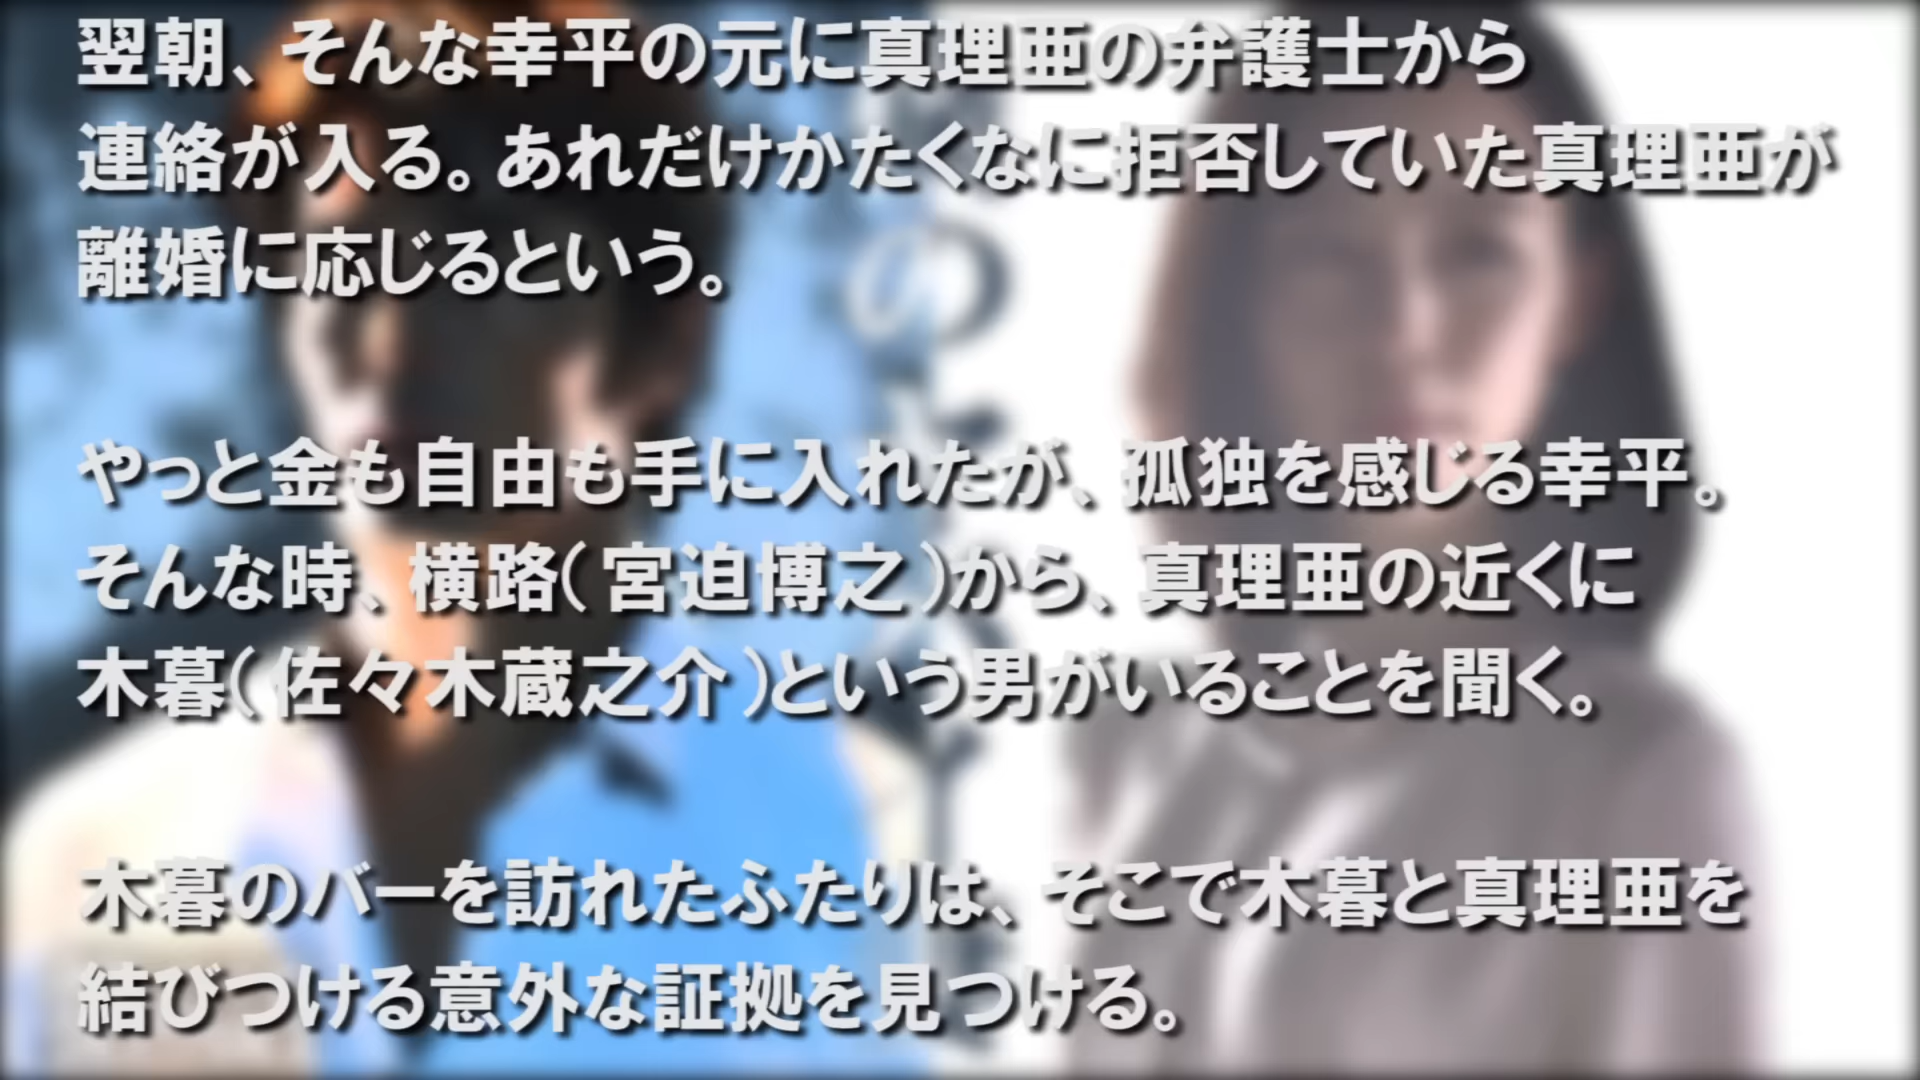 翌朝、そんな幸平の元に真理亜の弁護士から
連絡が入る。あれだけかたくなに拒否していた真理亜が
離婚に応じるという。
やっと金も自由も手に入れたが、孤独を感じる幸平。
そんな時、横路(宮迫博之)から、真理亜の近くに
木暮(佐々木蔵之介)という男がいることを聞く。
木暮のバーを訪れたふたりは、そこで木暮と真理亜を
結びつける意外な証拠を見つける。